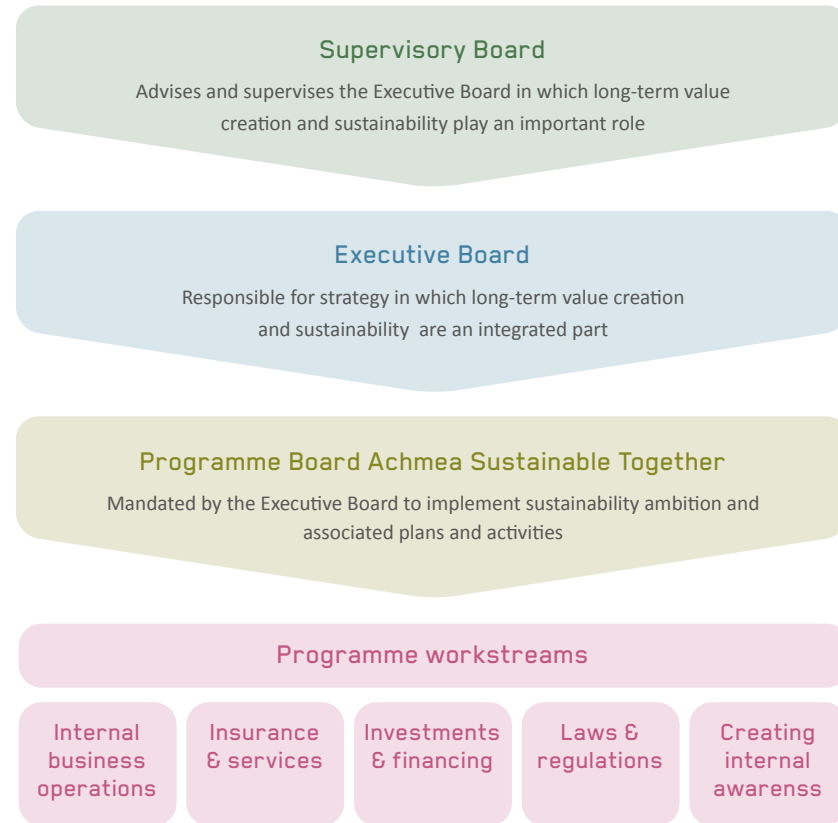 Supervisory Board
Advises and supervises the Executive Board in which long-term value
creation and sustainability play an important role
Executive Board
Responsible for strategy in which long-term value creation
and sustainability are an integrated part
Programme Board Achmea Sustainable Together
Mandated by the Executive Board to implement sustainability ambition and
associated plans and activities
Programme workstreams
Internal
business
operations
Insurance
& services
Investments
& financing
Laws &
regulations
Creating
internal
awarenss